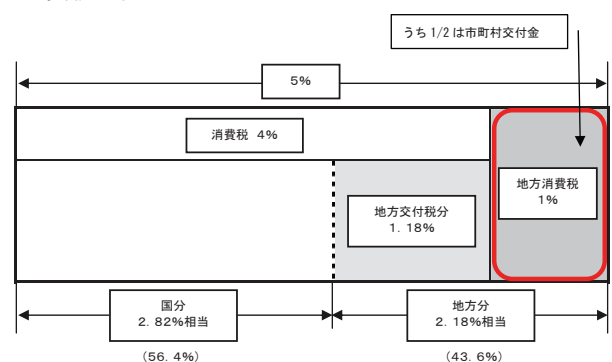 うち 1/2 は市町村交付金
5%
消費税 4%
地方消費税
1%
地方交付税分
1. 18%
国分
2. 82%相当
地方分
2. 18%相当
(56. 4%)
(43. 6%)